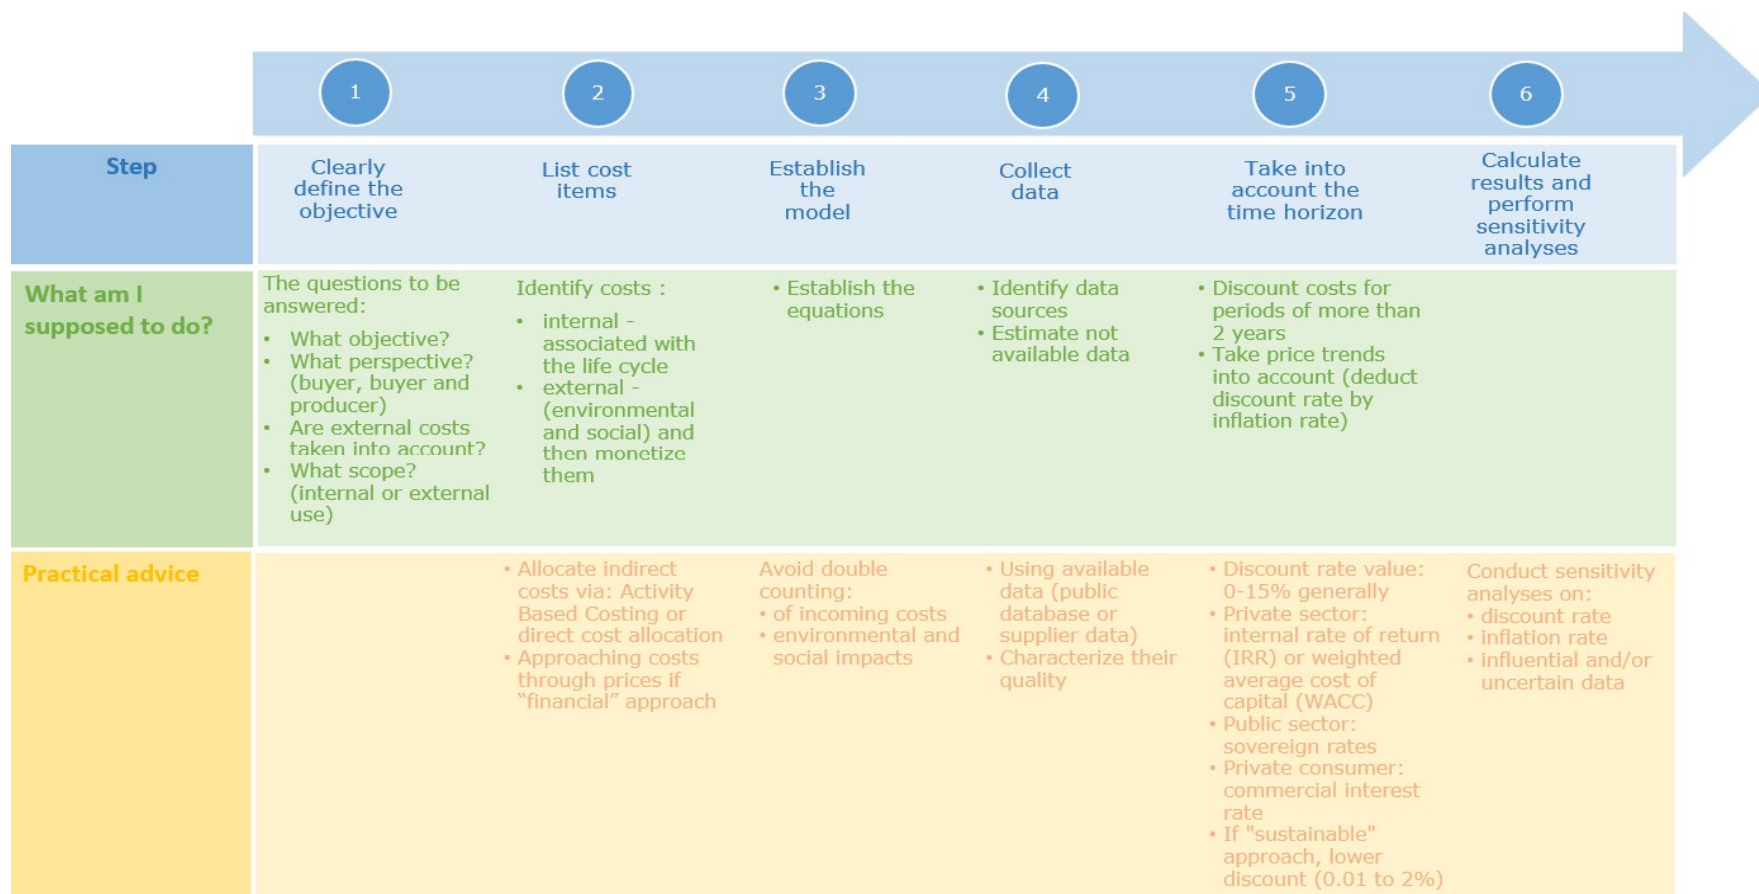 1
2
3
4
5
6
Step
Clearly
define the
objective
List cost
items
Establish
the
model
Collect
data
Take into
account the
time horizon
Calculate
results and
perform
sensitivity
analyses
What am I
supposed to do?
The questions to be
answered:
• What objective?
• What perspective?
(buyer, buyer and
producer)
• Are external costs
taken into account?
• What scope?
(internal or external
use)
Identify costs :
• internal -
associated with
the life cycle
• external -
(environmental
and social) and
then monetize
them
• Establish the
equations
• Identify data
sources
• Estimate not
available data
• Discount costs for
periods of more than
2 years
• Take price trends
into account (deduct
discount rate by
inflation rate)
Practical advice
• Allocate indirect
costs via: Activity
Based Costing or
direct cost allocation
• Approaching costs
through prices if
“financial” approach
Avoid double
counting:
• of incoming costs
• environmental and
social impacts
• Using available
data (public
database or
supplier data)
• Characterize their
quality
• Discount rate value:
0-15% generally
• Private sector:
internal rate of return
(IRR) or weighted
average cost of
capital (WACC)
• Public sector:
sovereign rates
• Private consumer:
commercial interest
rate
• If "sustainable"
approach, lower
discount (0.01 to 2%)
Conduct sensitivity
analyses on:
• discount rate
• inflation rate
• influential and/or
uncertain data